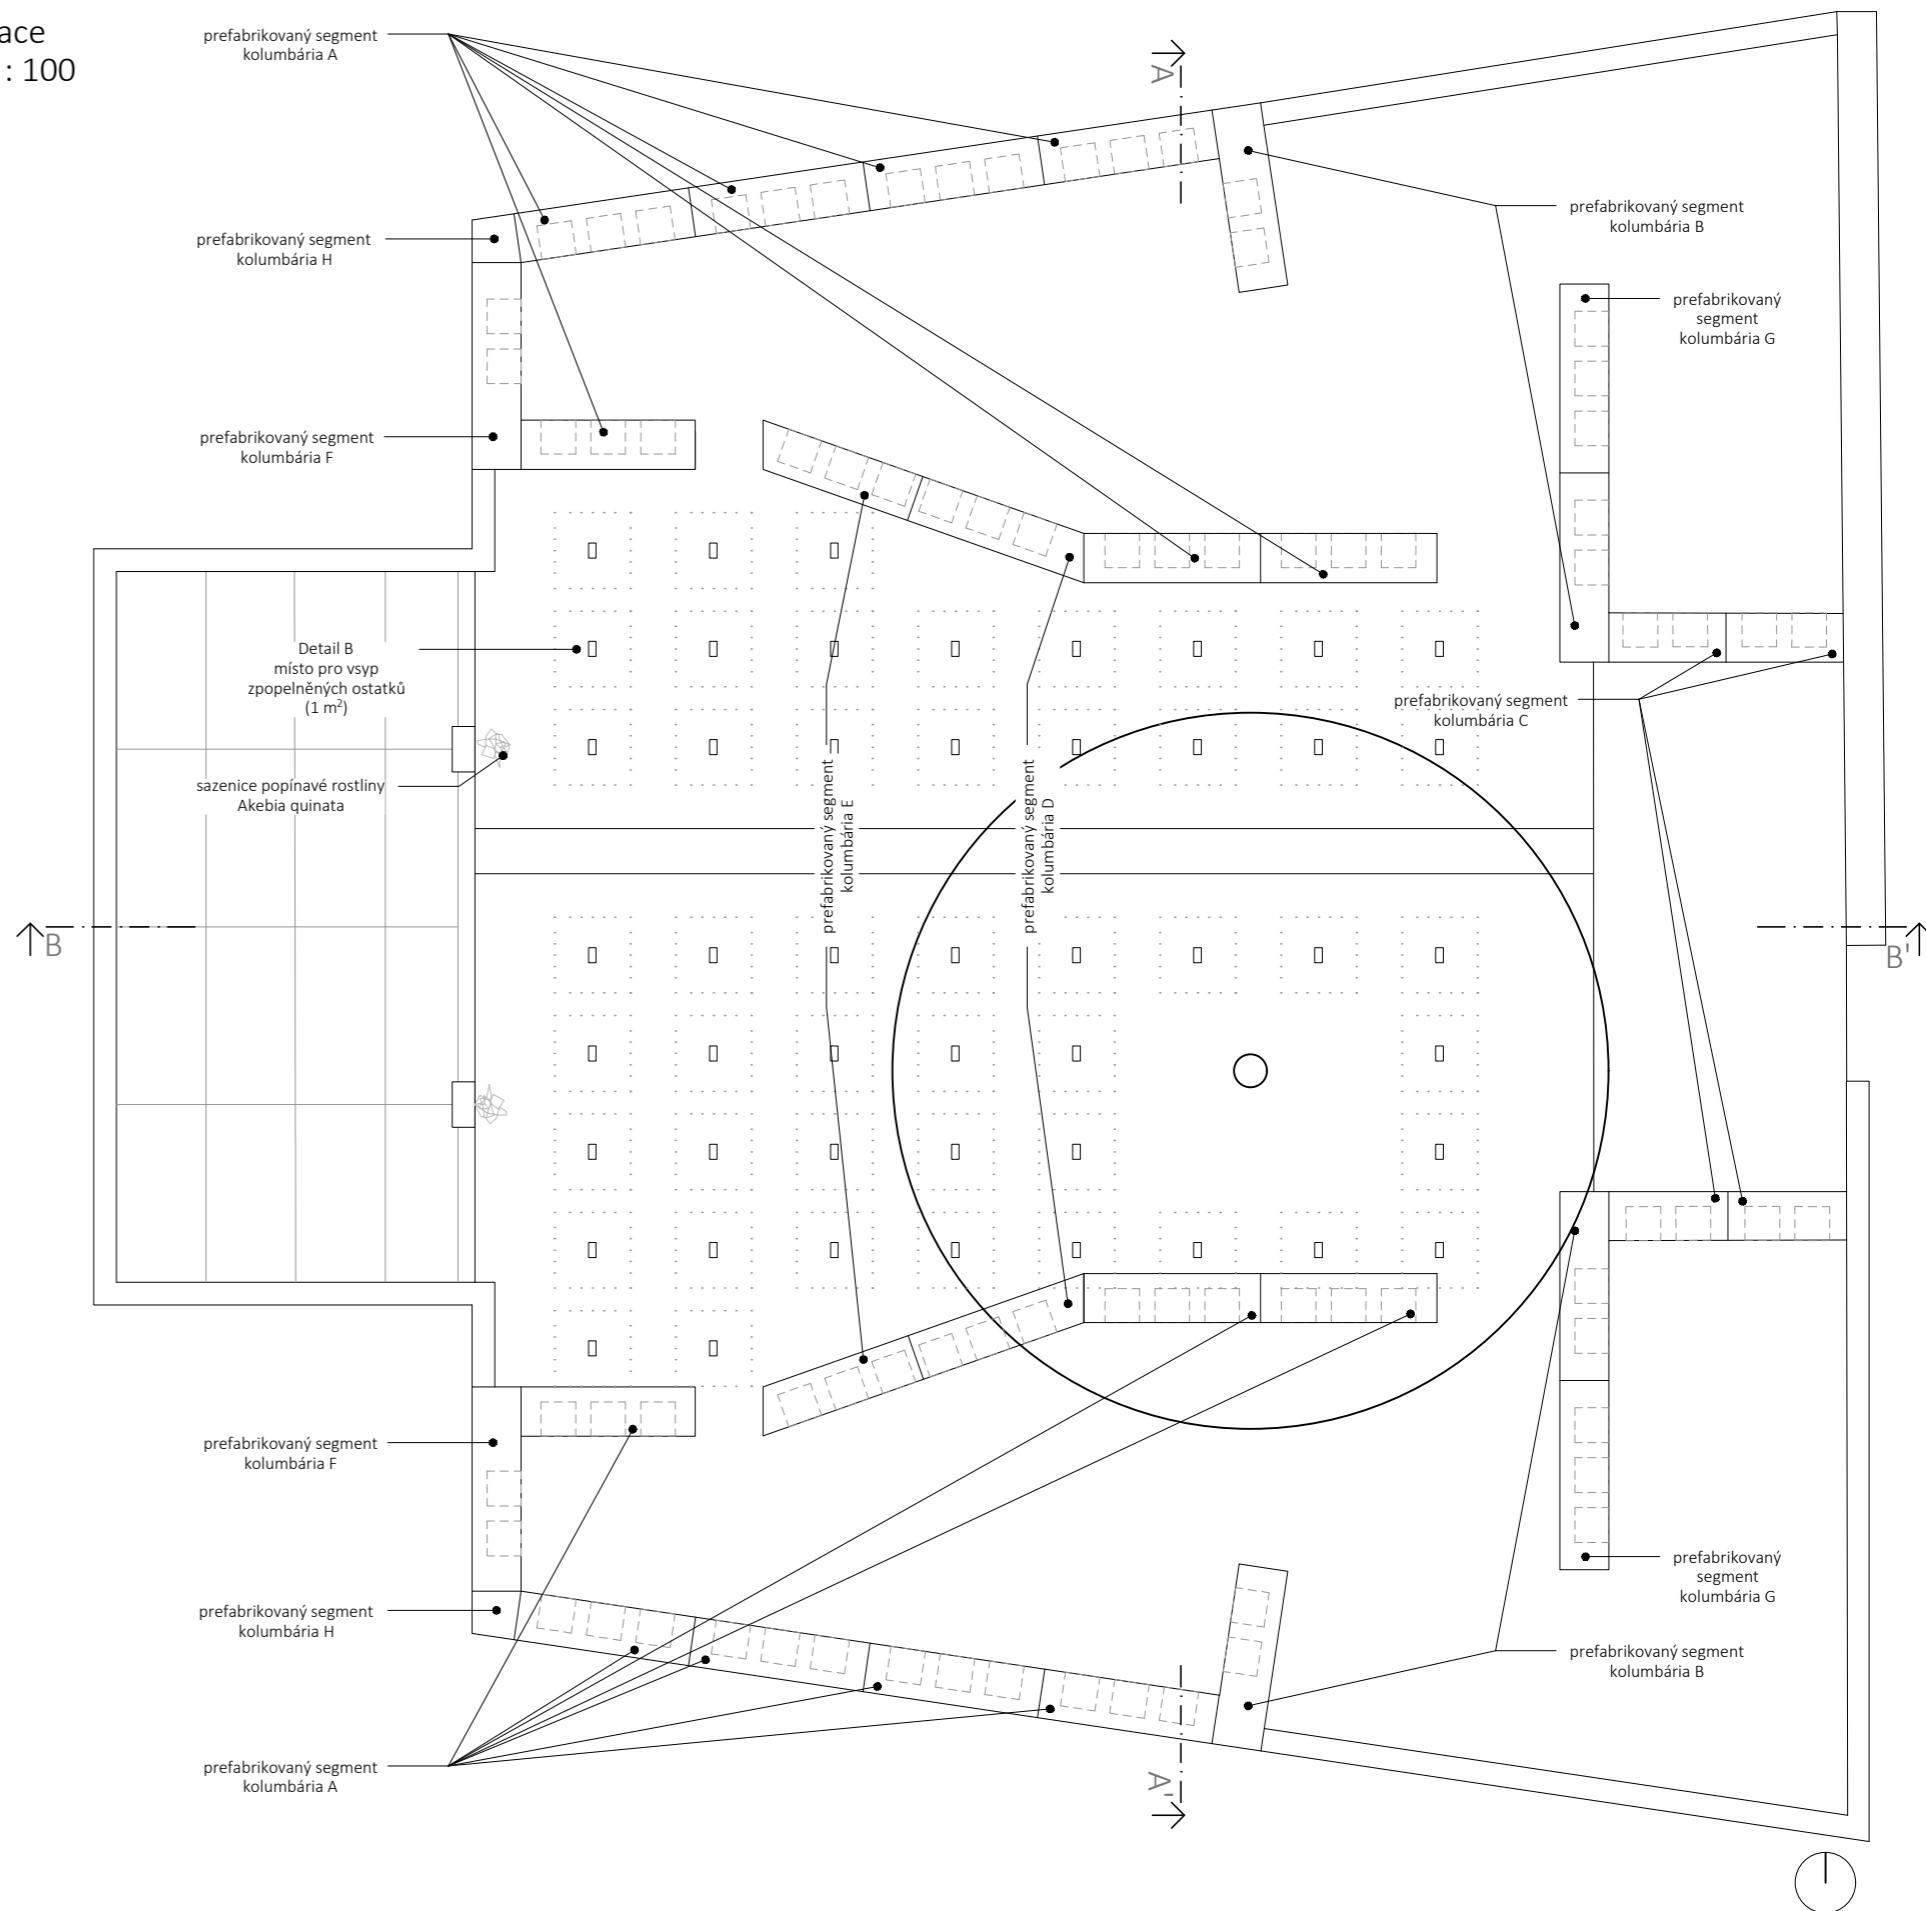 ace
: 100
prefabrikovaný segment
kolumbária A
A
prefabrikovaný segment
kolumbária B
prefabrikovaný segment
kolumbária H
prefabrikovaný
segment
kolumbária G
prefabrikovaný segment
kolumbária F
Detail B
místo pro vsyp
zpopelněných ostatků
(1 m²)
prefabrikovaný segment
kolumbária C
sazenice popínavé rostliny
Akebia quinata
prefabrikovaný segment
kolumbária E
prefabrikovaný segment
kolumbária D
B
B'
prefabrikovaný segment
kolumbária F
prefabrikovaný
segment
kolumbária G
prefabrikovaný segment
kolumbária H
prefabrikovaný segment
kolumbária B
prefabrikovaný segment
kolumbária A
A'